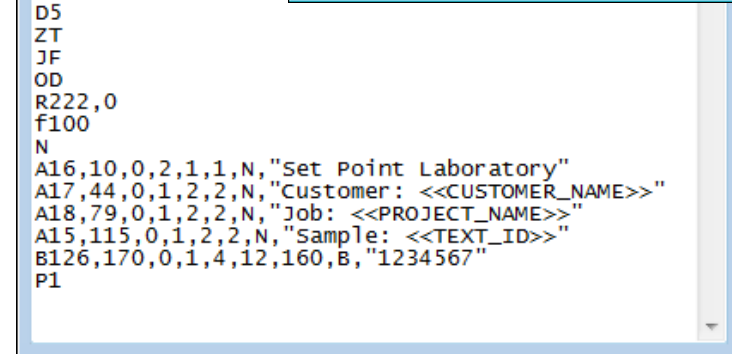 D5
ZT
JF
OD
R222,0
f100
N
A16,10,0,2,1,1,N,"Set Point Laboratory"
A17,44,0,1,2,2,N,"Customer: <<CUSTOMER_NAME>>"
A18,79,0,1,2,2,N,"Job: <<PROJECT_NAME>>"
A15,115,0,1,2,2,N,"Sample: <<TEXT_ID>>"
B126,170,0,1,4,12,160,B,"1234567"
P1